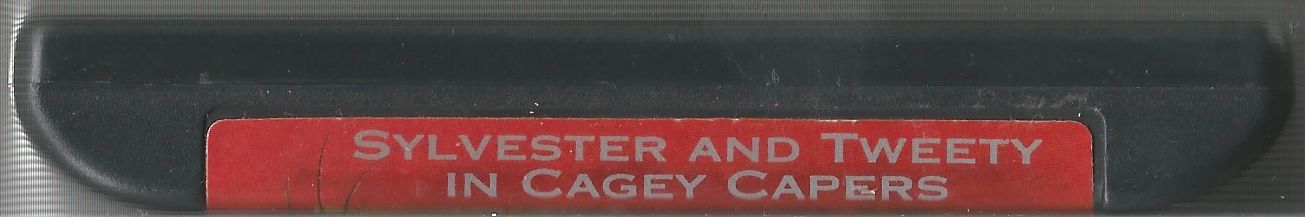 SYLVESTER AND TWEETY
IN CAGEY CAPERS